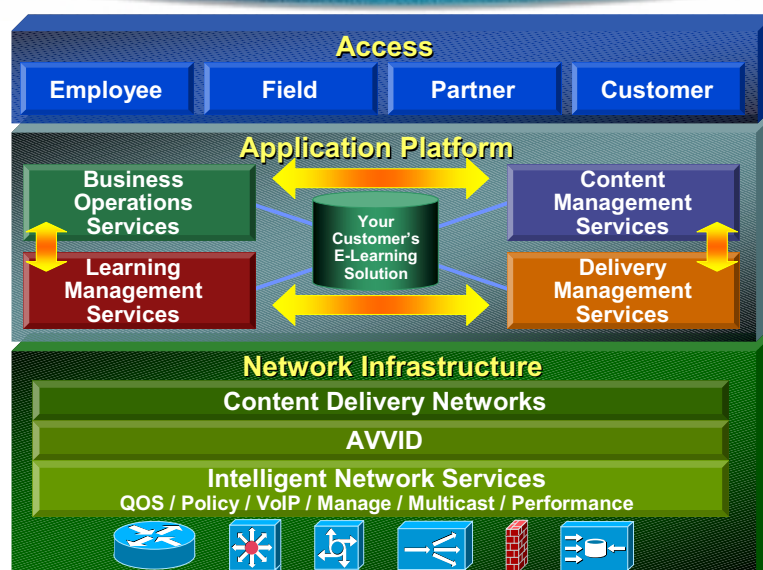 Access
Employee
Field
Partner
Customer
Application Platform
Business
Operations
Services
Your
Customer's
E-Learning
Solution
Content
Management
Services
Learning
Management
Services
Delivery
Management
Services
Network Infrastructure
Content Delivery Networks
AVVID
Intelligent Network Services
QOS / Policy / VoIP / Manage / Multicast / Performance